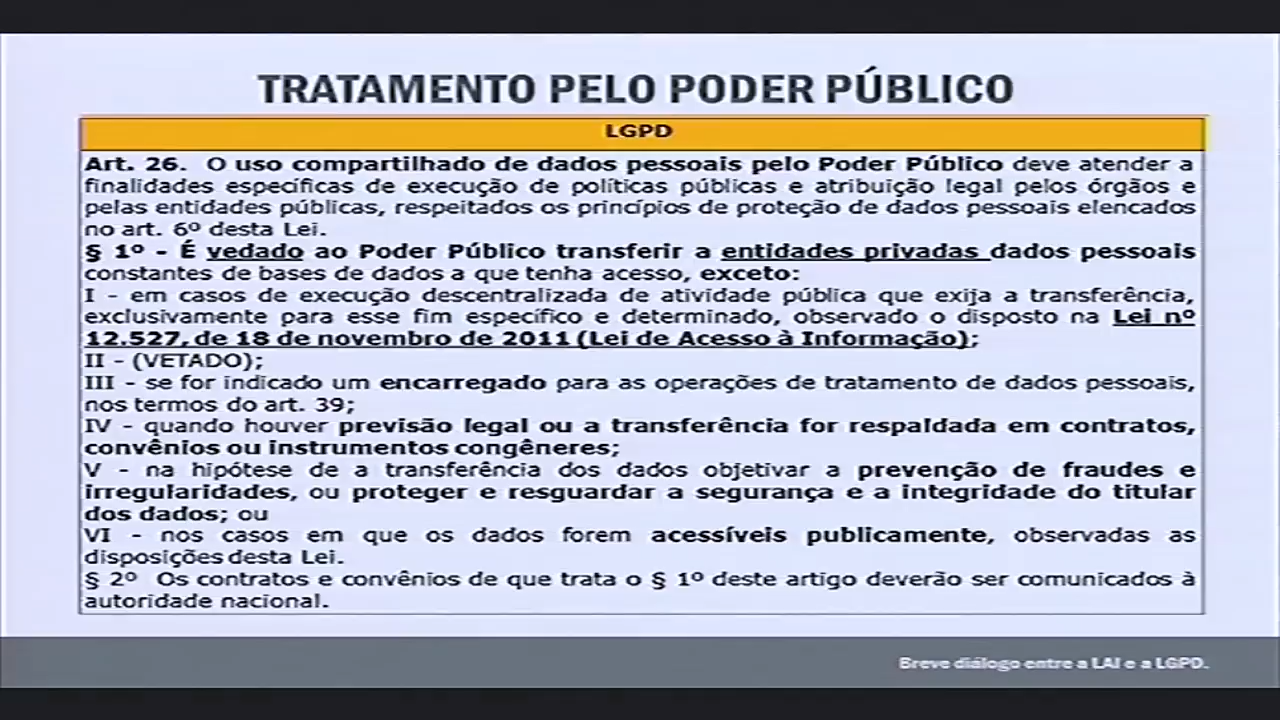 TRATAMENTO PELO PODER PÚBLICO
LGPD
Art. 26. O uso compartilhado de dados pessoais pelo Poder Público deve atender a
finalidades específicas de execução de políticas públicas e atribuição legal pelos órgãos e
pelas entidades públicas, respeitados os princípios de proteção de dados pessoais elencados
no art. 6º desta Lei.
§ 1º - É vedado ao Poder Público transferir a entidades privadas dados pessoais
constantes de bases de dados a que tenha acesso, exceto:
I - em casos de execução descentralizada de atividade pública que exija a transferência,
exclusivamente para esse fim específico e determinado, observado o disposto na Lei nº
12.527, de 18 de novembro de 2011 (Lei de Acesso à Informação);
II - (VETADO);
III - se for indicado um encarregado para as operações de tratamento de dados pessoais,
nos termos do art. 39;
IV - quando houver previsão legal ou a transferência for respaldada em contratos,
convênios ou instrumentos congêneres;
V - na hipótese de a transferência dos dados objetivar a prevenção de fraudes e
irregularidades, ou proteger e resguardar a segurança e a integridade do titular
dos dados; ou
VI - nos casos em que os dados forem acessíveis publicamente, observadas as
disposições desta Lei.
§ 2º Os contratos e convênios de que trata o § 1º deste artigo deverão ser comunicados à
autoridade nacional.
Breve diálogo entre a LAI e a LGPD.